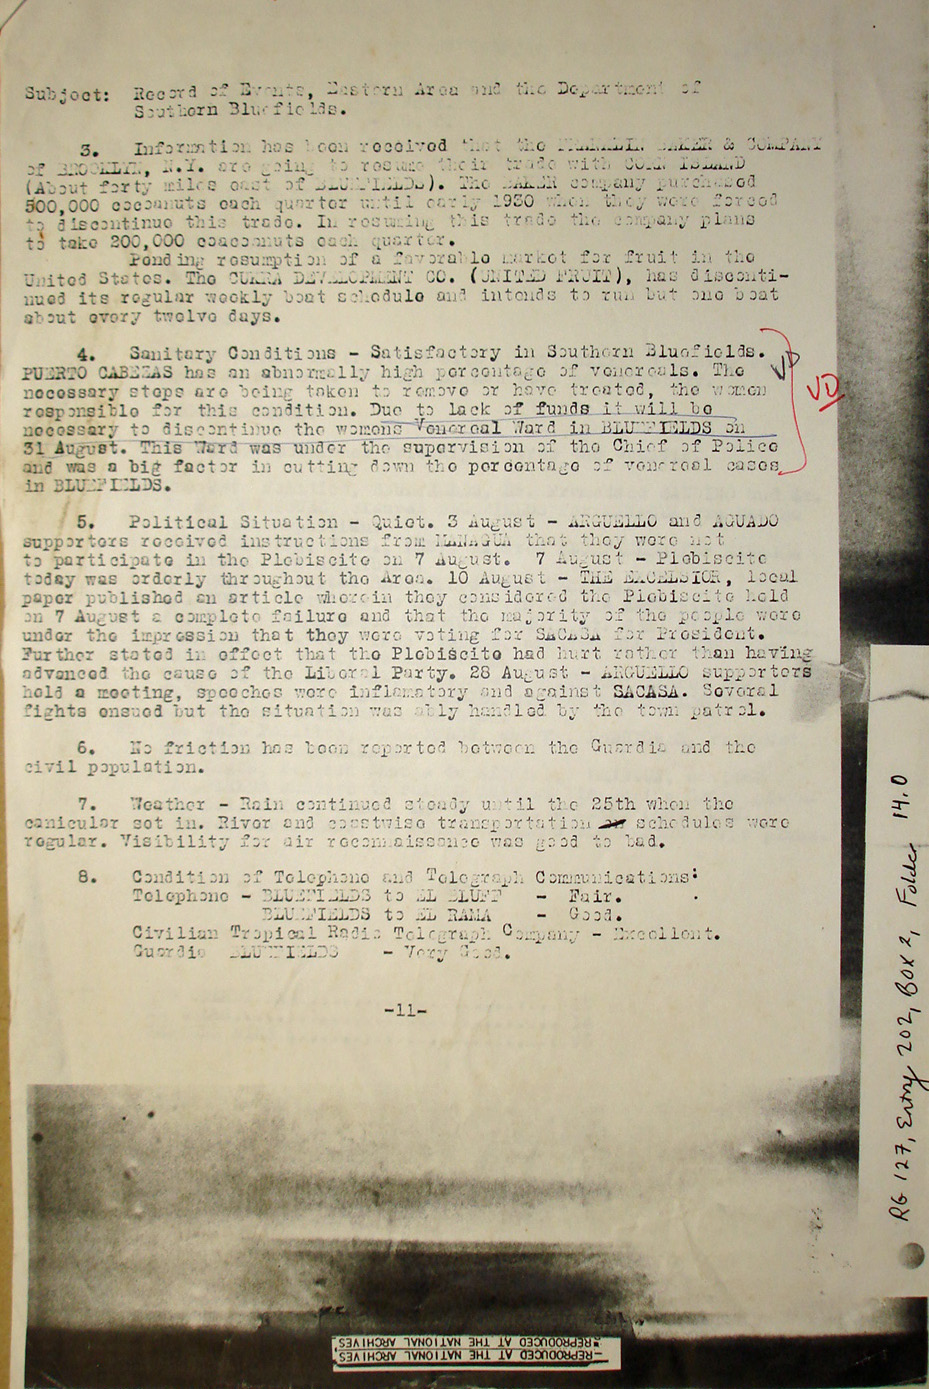 Subject: Record of Events, Eastern Area and the Department of
Southern Bluefields.
3. Information has been received that the BAKER & COMPANY
of BROOKLYN, N.Y. are going to resume their trade with CORN ISLAND
(About forty miles east of BLUEFIELDS). The BAKER company purchased
500,000 cocoanuts each quarter until early 1930 when they were forced
to discontinue this trade. In resuming this trade the company plans
to take 200,000 coacoanuts each quarter.
Pending resumption of a favorable market for fruit in the
United States. The CUKRA DEVELOPMENT CO. (UNITED FRUIT), has disconti-
nued its regular weekly boat schedule and intends to run but one boat
about every twelve days.
4. Sanitary Conditions - Satisfactory in Southern Bluefields.
PUERTO CABEZAS has an abnormally high percentage of venereals. The
necessary steps are being taken to remove or have treated, the women
responsible for this condition. Due to lack of funds it will be
necessary to discontinue the womens Venereal Ward in BLUEFIELDS on
31 August. This Ward was under the supervision of the Chief of Police
and was a big factor in cutting down the percentage of venereal cases
in BLUEFIELDS.
VD
VD
5. Political Situation - Quiet. 3 August - ARGUELLO and AGUADO
supporters received instructions from MANAGUA that they were not
to participate in the Plebiscite on 7 August. 7 August - Plebiscite
today was orderly throughout the Area. 10 August - THE EXCELSIOR, local
paper published an article wherein they considered the Plebiscite held
on 7 August a complete failure and that the majority of the people were
under the impression that they were voting for SACASA for President.
Further stated in effect that the Plebiscite had hurt rather than having
advanced the cause of the Liberal Party. 28 August - ARGUELLO supporters
held a meeting, speeches were inflamatory and against SACASA. Several
fights ensued but the situation was ably handled by the town patrol.
6. No friction has been reported between the Guardia and the
civil population.
7. Weather - Rain continued steady until the 25th when the
canicular set in. River and coastwise transportation schedules were
regular. Visibility for air reconnaissence was good to bad.
8. Condition of Telephone and Telegraph Communications:
Telephone - BLUEFIELDS to EL BLUFF - Fair.
BLUEFIELDS to EL RAMA - Good.
Civilian Tropical Radio Telegraph Company - Excellent.
Guardia BLUEFIELDS - Very Good.
-11-
RG 127, Entry 202, Box 2, Folder 14.0
REPRODUCED AT THE NATIONAL ARCHIVES
REPRODUCED AT THE NATIONAL ARCHIVES